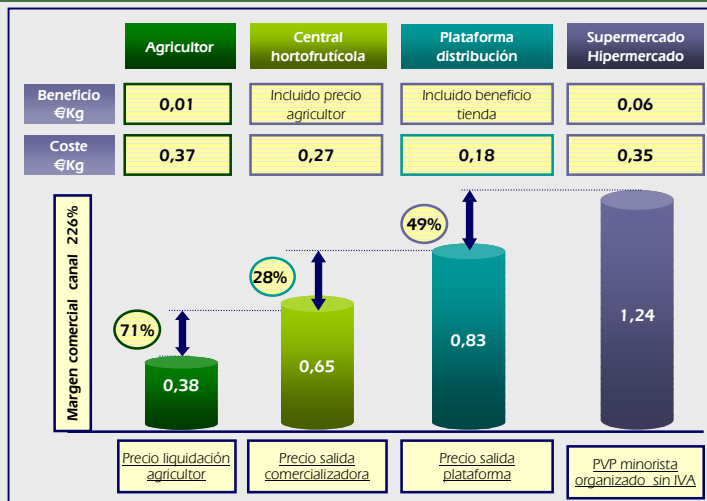 Agricultor
Central
hortofrutícola
Plataforma
distribución
Supermercado
Hipermercado
Beneficio
€Kg
0,01
Incluido precio
agricultor
Incluido beneficio
tienda
0,06
Coste
€Kg
0,37
0,27
0,18
0,35
Margen comercial canal 226%
71%
28%
49%
0,38
0,65
0,83
1,24
Precio liquidación
agricultor
Precio salida
comercializadora
Precio salida
plataforma
PVP minorista
organizado sin IVA